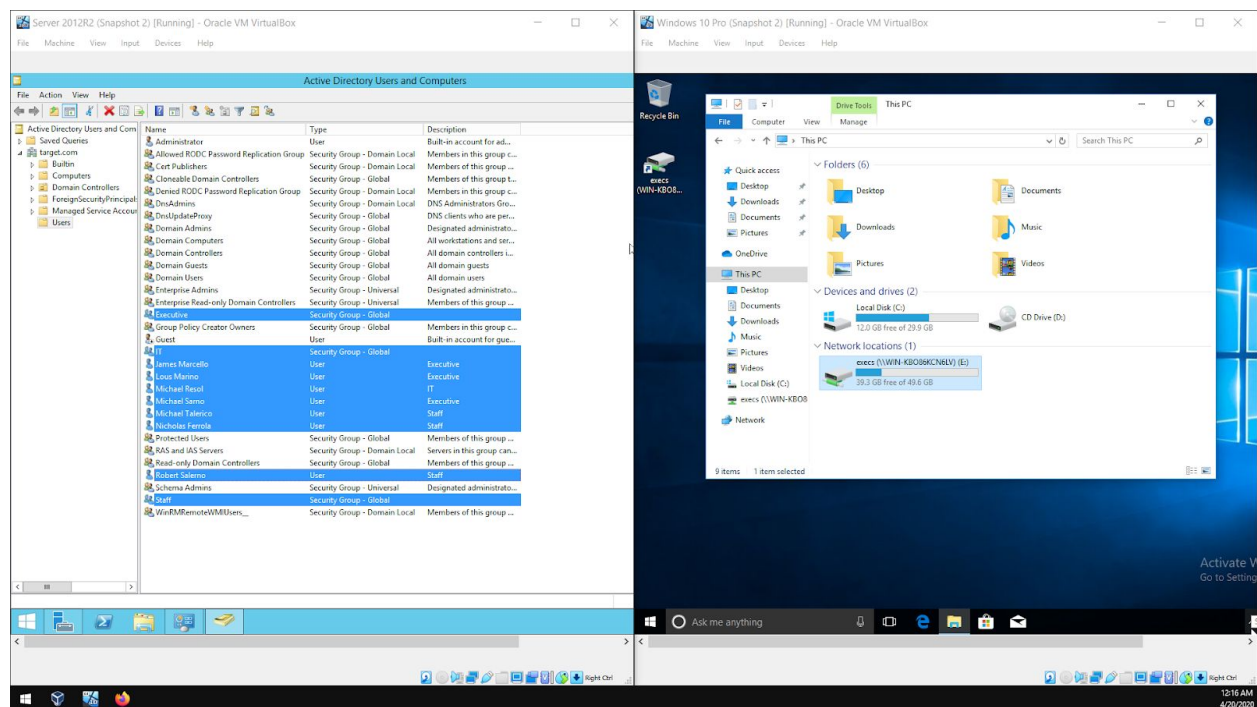 Server 2012R2 (Snapshot 2) [Running] - Oracle VM VirtualBox
File Machine View Input Devices Help
Active Directory Users and Computers
File Action View Help
Active Directory Users and Com
Saved Queries
target.com
Builtin
Computers
Domain Controllers
ForeignSecurityPrincipal
Managed Service Accour
Users
Name Type Description
Administrator User Built-in account for ad...
Allowed RODC Password Replication Group Security Group - Domain Local Members in this group c...
Cert Publishers Security Group - Domain Local Members of this group ...
Cloneable Domain Controllers Security Group - Global Members of this group t...
Denied RODC Password Replication Group Security Group - Domain Local Members in this group c...
DnsAdmins Security Group - Domain Local DNS Administrators Gro...
DnsUpdateProxy Security Group - Global DNS clients who are per...
Domain Admins Security Group - Global Designated administrato...
Domain Computers Security Group - Global All workstations and ser...
Domain Controllers Security Group - Global All domain controllers i...
Domain Guests Security Group - Global All domain guests
Domain Users Security Group - Global All domain users
Enterprise Admins Security Group - Universal Designated administrato...
Enterprise Read-only Domain Controllers Security Group - Universal Members of this group ...
Executive Security Group - Global
Group Policy Creator Owners Security Group - Global Members in this group c...
Guest User Built-in account for gue...
IT Security Group - Global
James Marcello User Executive
Lous Marino User Executive
Michael Resol User IT
Michael Sarno User Executive
Michael Talerico User Staff
Nicholas Ferrola User Staff
Protected Users Security Group - Global Members of this group ...
RAS and IAS Servers Security Group - Domain Local Servers in this group can...
Read-only Domain Controllers Security Group - Global Members of this group ...
Robert Salerno User Staff
Schema Admins Security Group - Universal Designated administrato...
Staff Security Group - Global
WinRMRemoteWMIUsers__ Security Group - Domain Local Members of this group ...
Right Ctrl
Windows 10 Pro (Snapshot 2) [Running] - Oracle VM VirtualBox
File Machine View Input Devices Help
Recycle Bin
execs
(WIN-KBO8...
Drive Tools This PC
File Computer View Manage
This PC Search This PC
Quick access
Desktop
Downloads
Documents
Pictures
OneDrive
This PC
Desktop
Documents
Downloads
Music
Pictures
Videos
Local Disk (C:)
execs (\\WIN-KBO8
Network
Folders (6)
Desktop Documents
Downloads Music
Pictures Videos
Devices and drives (2)
Local Disk (C:)
12.0 GB free of 29.9 GB
CD Drive (D:)
Network locations (1)
execs (\\WIN-KBO86KCN6LV) (E:)
39.3 GB free of 49.6 GB
9 items 1 item selected
Activate W
Go to Setting
Ask me anything
Right Ctrl
12:16 AM
4/20/2020